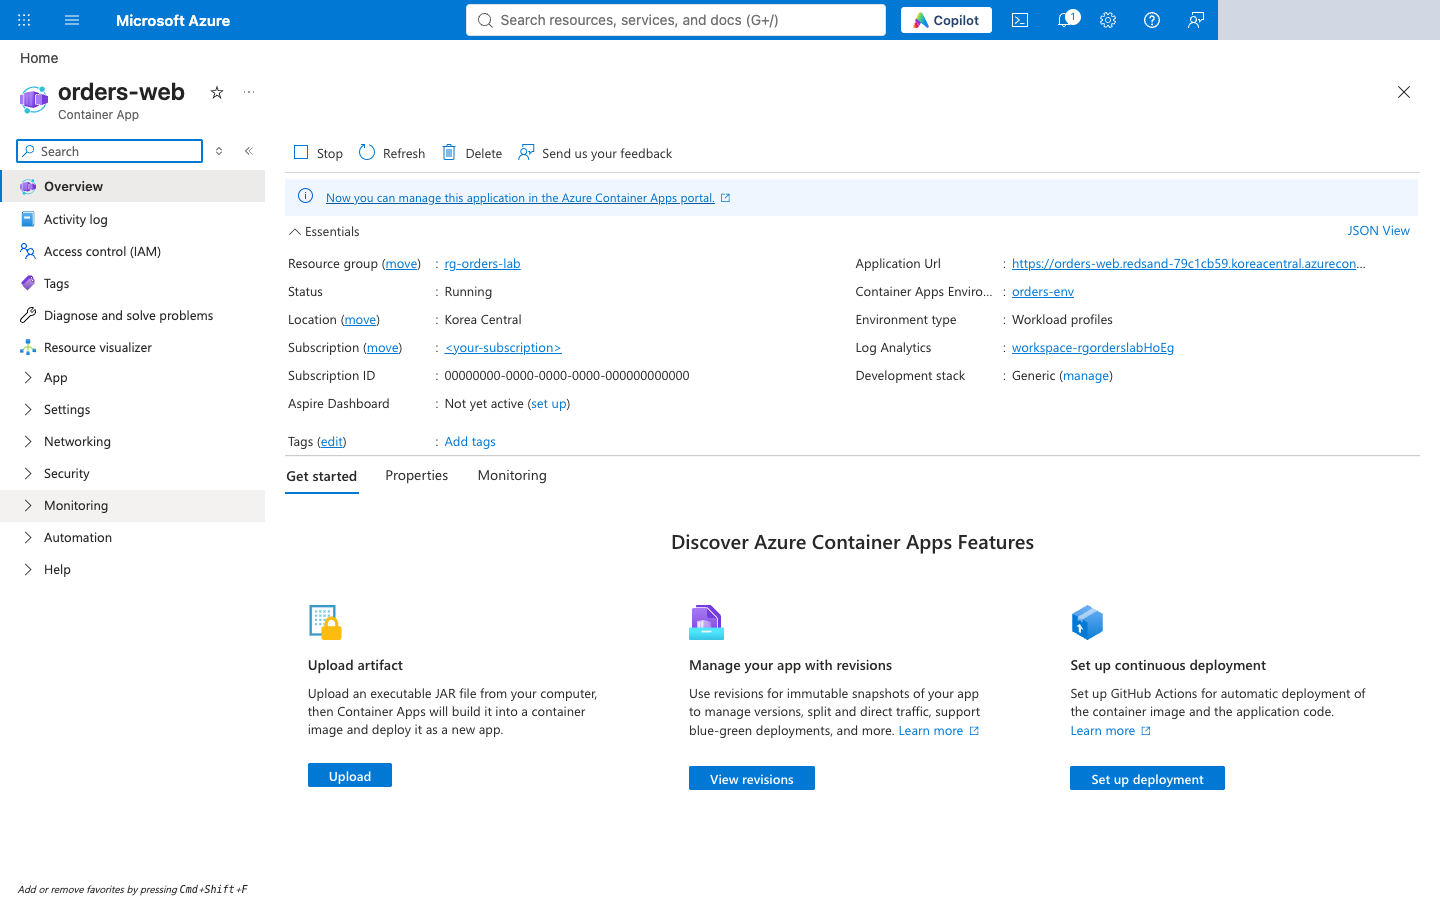 Microsoft Azure
Search resources, services, and docs (G+/)
Copilot
1
Home
orders-web
Container App
Search
Overview
Activity log
Access control (IAM)
Tags
Diagnose and solve problems
Resource visualizer
App
Settings
Networking
Security
Monitoring
Automation
Help
Add or remove favorites by pressing Cmd+Shift+F
Stop
Refresh
Delete
Send us your feedback
Now you can manage this application in the Azure Container Apps portal.
Essentials
JSON View
Resource group (move) : rg-orders-lab
Status : Running
Location (move) : Korea Central
Subscription (move) : <your-subscription>
Subscription ID : 00000000-0000-0000-0000-000000000000
Aspire Dashboard : Not yet active (set up)
Application Url : https://orders-web.redsand-79c1cb59.koreacentral.azurecon...
Container Apps Enviro... : orders-env
Environment type : Workload profiles
Log Analytics : workspace-rgorderslabHoEg
Development stack : Generic (manage)
Tags (edit) : Add tags
Get started
Properties
Monitoring
Discover Azure Container Apps Features
Upload artifact
Upload an executable JAR file from your computer,
then Container Apps will build it into a container
image and deploy it as a new app.
Upload
Manage your app with revisions
Use revisions for immutable snapshots of your app
to manage versions, split and direct traffic, support
blue-green deployments, and more. Learn more
View revisions
Set up continuous deployment
Set up GitHub Actions for automatic deployment of
the container image and the application code.
Learn more
Set up deployment